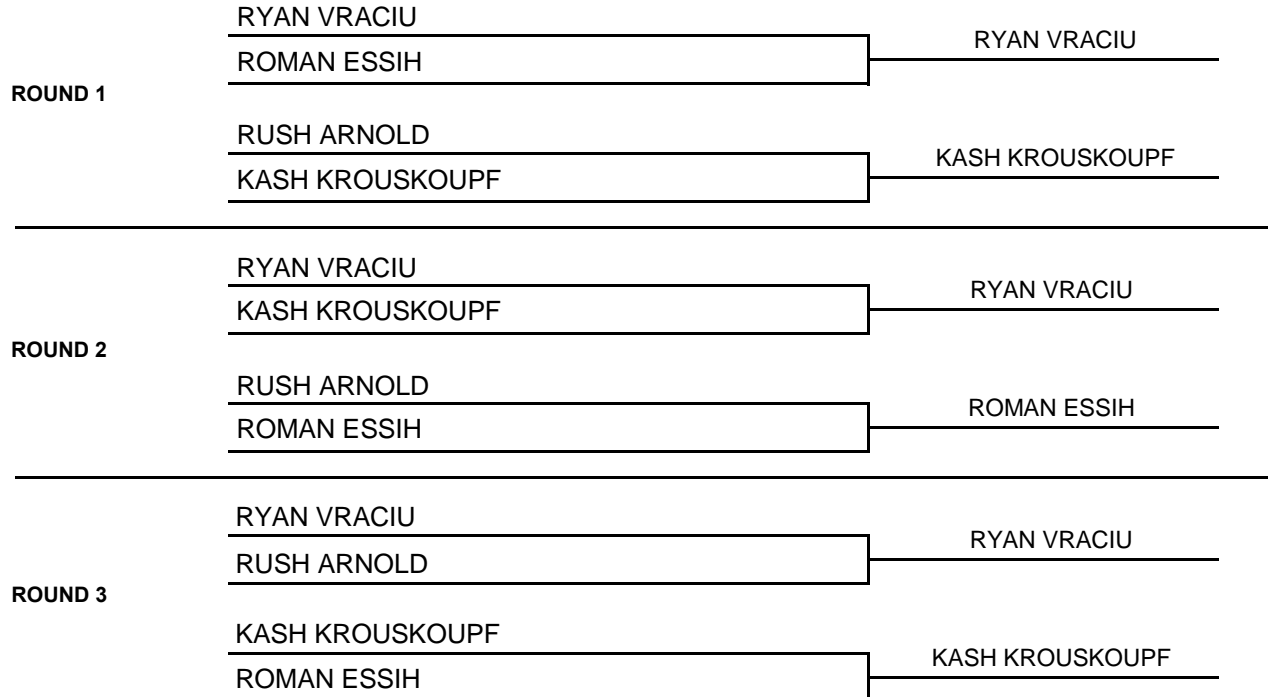 RYAN VRACIU
RYAN VRACIU
ROMAN ESSIH
ROUND 1
RUSH ARNOLD
KASH KROUSKOUPF
KASH KROUSKOUPF
RYAN VRACIU
RYAN VRACIU
KASH KROUSKOUPF
ROUND 2
RUSH ARNOLD
ROMAN ESSIH
ROMAN ESSIH
RYAN VRACIU
RYAN VRACIU
RUSH ARNOLD
ROUND 3
KASH KROUSKOUPF
KASH KROUSKOUPF
ROMAN ESSIH